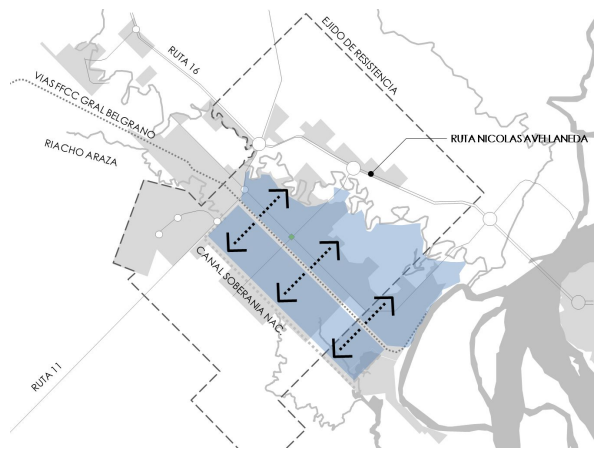 EJIDO DE RESISTENCIA
RUTA 16
VIAS FFCC GRAL BELGRANO
RUTA NICOLAS AVELLANEDA
RIACHO ARAZA
CANAL SOBERANIA NAC.
RUTA 11